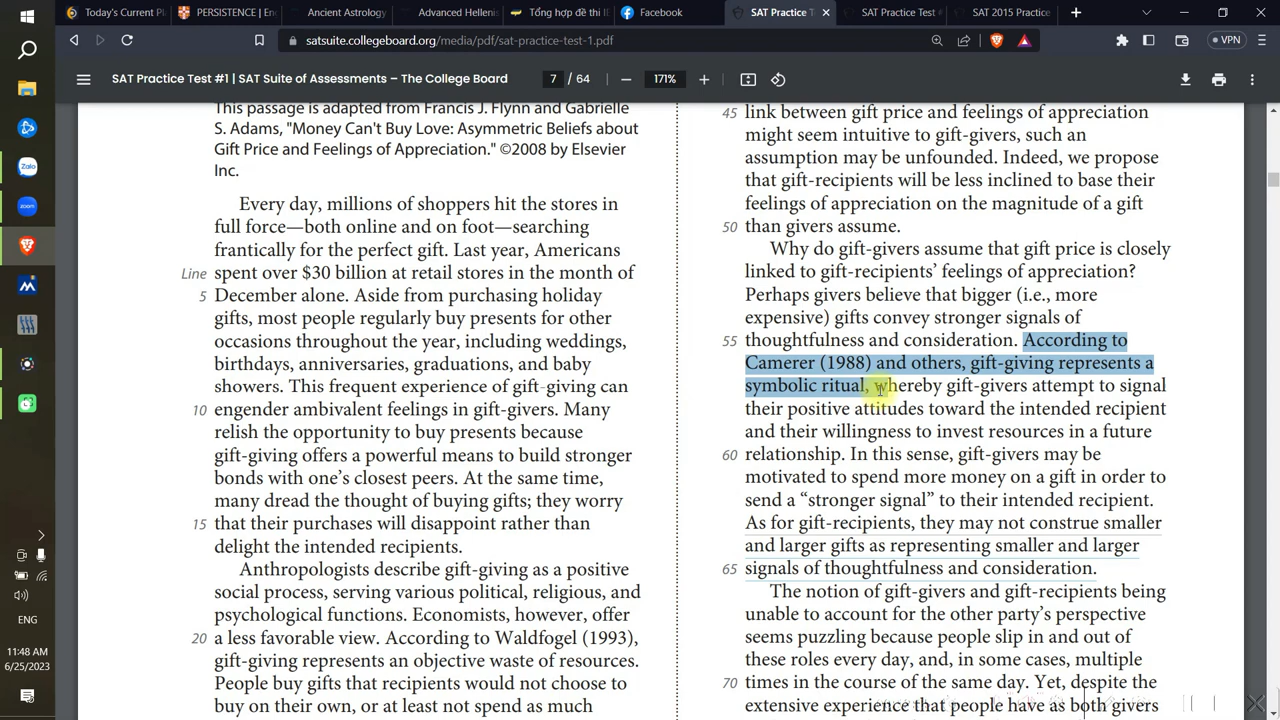 Today's Current Pl
PERSISTENCE | En
Ancient Astrology
Advanced Hellenis
Tổng hợp đề thi IE
Facebook
SAT Practice T
SAT Practice Test #
SAT 2015 Practice
satsuite.collegeboard.org/media/pdf/sat-practice-test-1.pdf
VPN
SAT Practice Test #1 | SAT Suite of Assessments – The College Board
7 / 64
171%
This passage is adapted from Francis J. Flynn and Gabrielle
S. Adams, "Money Can't Buy Love: Asymmetric Beliefs about
Gift Price and Feelings of Appreciation." ©2008 by Elsevier
Inc.
Every day, millions of shoppers hit the stores in
full force—both online and on foot—searching
frantically for the perfect gift. Last year, Americans
Line spent over $30 billion at retail stores in the month of
5 December alone. Aside from purchasing holiday
gifts, most people regularly buy presents for other
occasions throughout the year, including weddings,
birthdays, anniversaries, graduations, and baby
showers. This frequent experience of gift-giving can
10 engender ambivalent feelings in gift-givers. Many
relish the opportunity to buy presents because
gift-giving offers a powerful means to build stronger
bonds with one's closest peers. At the same time,
many dread the thought of buying gifts; they worry
15 that their purchases will disappoint rather than
delight the intended recipients.
Anthropologists describe gift-giving as a positive
social process, serving various political, religious, and
psychological functions. Economists, however, offer
20 a less favorable view. According to Waldfogel (1993),
gift-giving represents an objective waste of resources.
People buy gifts that recipients would not choose to
buy on their own, or at least not spend as much
45 link between gift price and feelings of appreciation
might seem intuitive to gift-givers, such an
assumption may be unfounded. Indeed, we propose
that gift-recipients will be less inclined to base their
feelings of appreciation on the magnitude of a gift
50 than givers assume.
Why do gift-givers assume that gift price is closely
linked to gift-recipients' feelings of appreciation?
Perhaps givers believe that bigger (i.e., more
expensive) gifts convey stronger signals of
55 thoughtfulness and consideration. According to
Camerer (1988) and others, gift-giving represents a
symbolic ritual, whereby gift-givers attempt to signal
their positive attitudes toward the intended recipient
and their willingness to invest resources in a future
60 relationship. In this sense, gift-givers may be
motivated to spend more money on a gift in order to
send a “stronger signal” to their intended recipient.
As for gift-recipients, they may not construe smaller
and larger gifts as representing smaller and larger
65 signals of thoughtfulness and consideration.
The notion of gift-givers and gift-recipients being
unable to account for the other party's perspective
seems puzzling because people slip in and out of
these roles every day, and, in some cases, multiple
70 times in the course of the same day. Yet, despite the
extensive experience that people have as both givers
Zalo
zoom
ENG
11:48 AM
6/25/2023